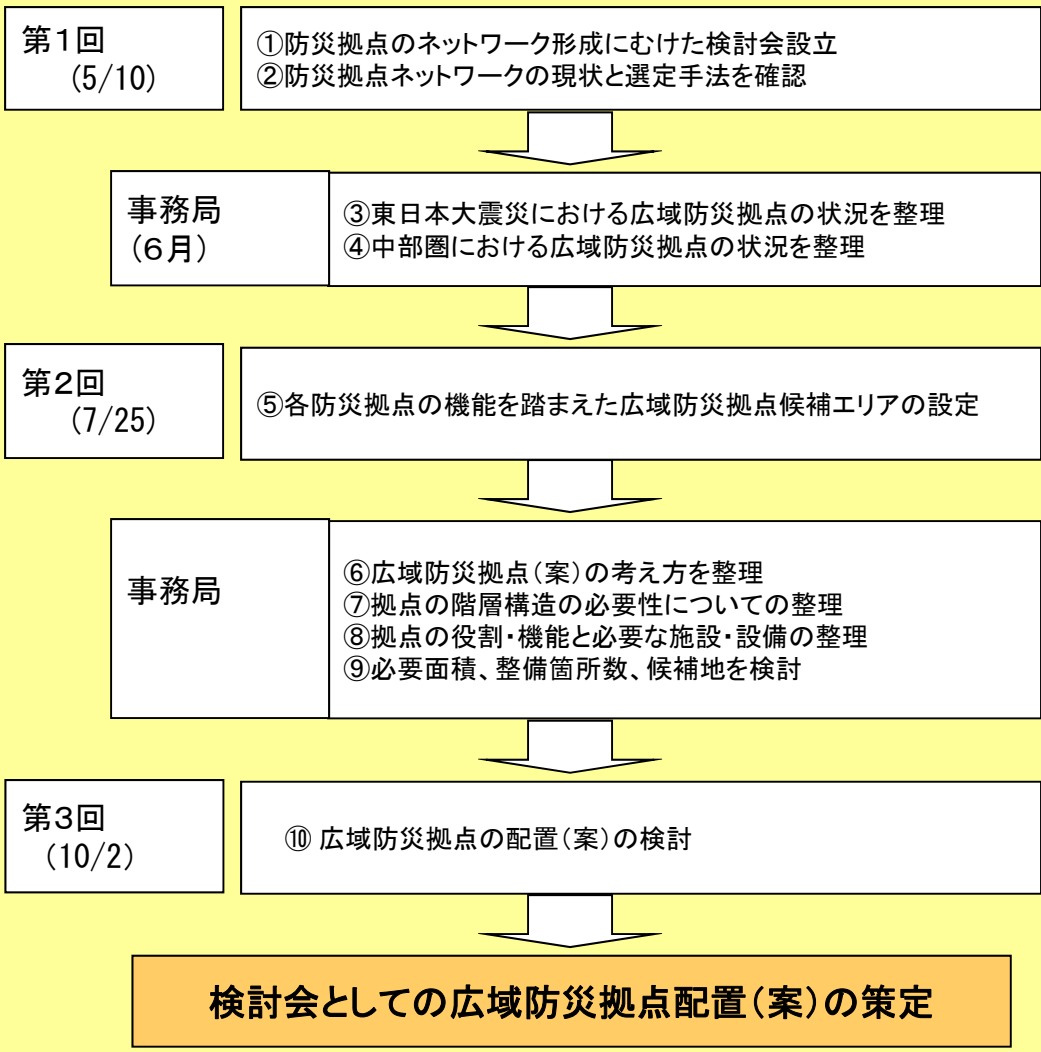 第1回
(5/10)
①防災拠点のネットワーク形成にむけた検討会設立
②防災拠点ネットワークの現状と選定手法を確認
事務局
(6月)
③東日本大震災における広域防災拠点の状況を整理
④中部圏における広域防災拠点の状況を整理
第2回
(7/25)
⑤各防災拠点の機能を踏まえた広域防災拠点候補エリアの設定
事務局
⑥広域防災拠点(案)の考え方を整理
⑦拠点の階層構造の必要性についての整理
⑧拠点の役割・機能と必要な施設・設備の整理
⑨必要面積、整備箇所数、候補地を検討
第3回
(10/2)
⑩ 広域防災拠点の配置(案)の検討
検討会としての広域防災拠点配置(案)の策定